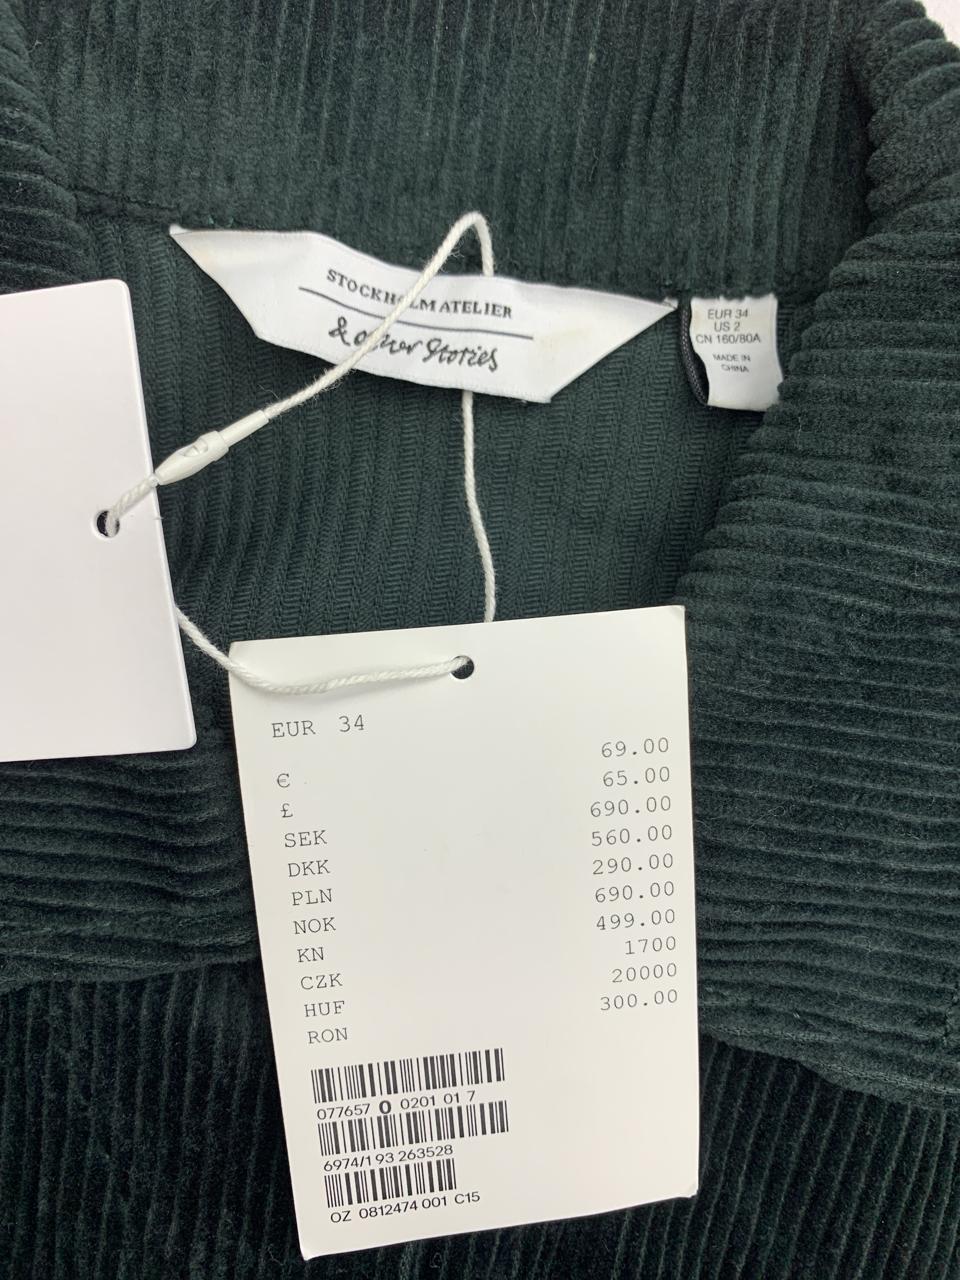 STOCKHOLM ATELIER
& other Stories
EUR 34
US 2
CN 160/80A
MADE IN
CHINA
EUR 34
€ 69.00
£ 65.00
SEK 690.00
DKK 560.00
PLN 290.00
NOK 690.00
KN 499.00
CZK 1700
HUF 20000
RON 300.00
077657 0 0201 01 7
6974/1 93 263528
OZ 0812474 001 C15